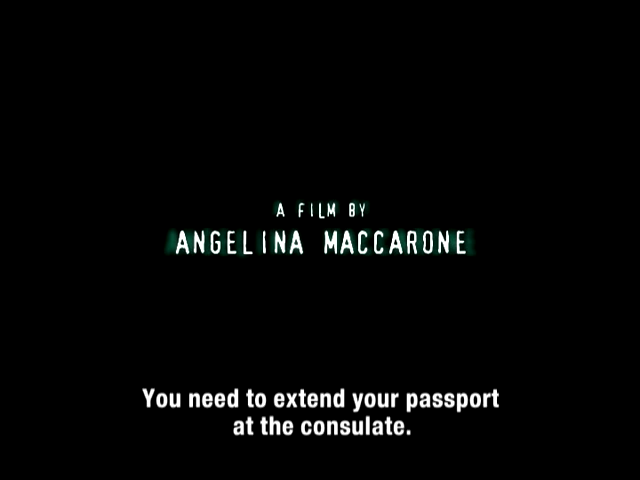 A FILM BY
ANGELINA MACCARONE
You need to extend your passport
at the consulate.